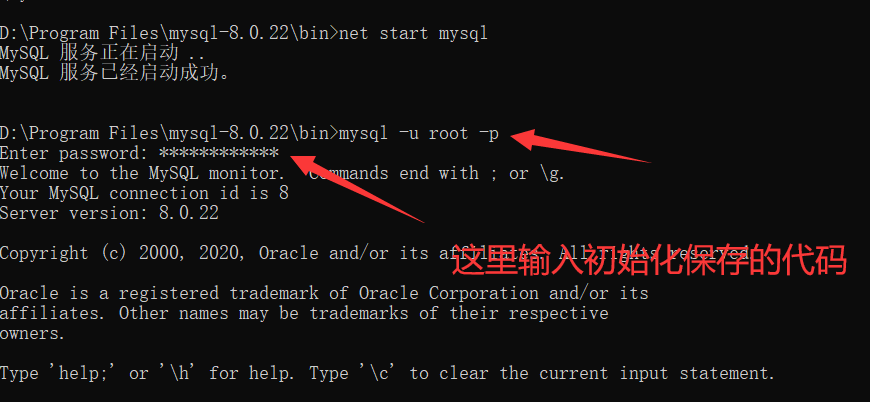 D:\Program Files\mysql-8.0.22\bin>net start mysql
MySQL 服务正在启动 ..
MySQL 服务已经启动成功。
D:\Program Files\mysql-8.0.22\bin>mysql -u root -p
Enter password: ************
Welcome to the MySQL monitor. Commands end with ; or \g.
Your MySQL connection id is 8
Server version: 8.0.22
Copyright (c) 2000, 2020, Oracle and/or its affiliates. All rights reserved.
这里输入初始化保存的代码
Oracle is a registered trademark of Oracle Corporation and/or its
affiliates. Other names may be trademarks of their respective
owners.
Type 'help;' or '\h' for help. Type '\c' to clear the current input statement.